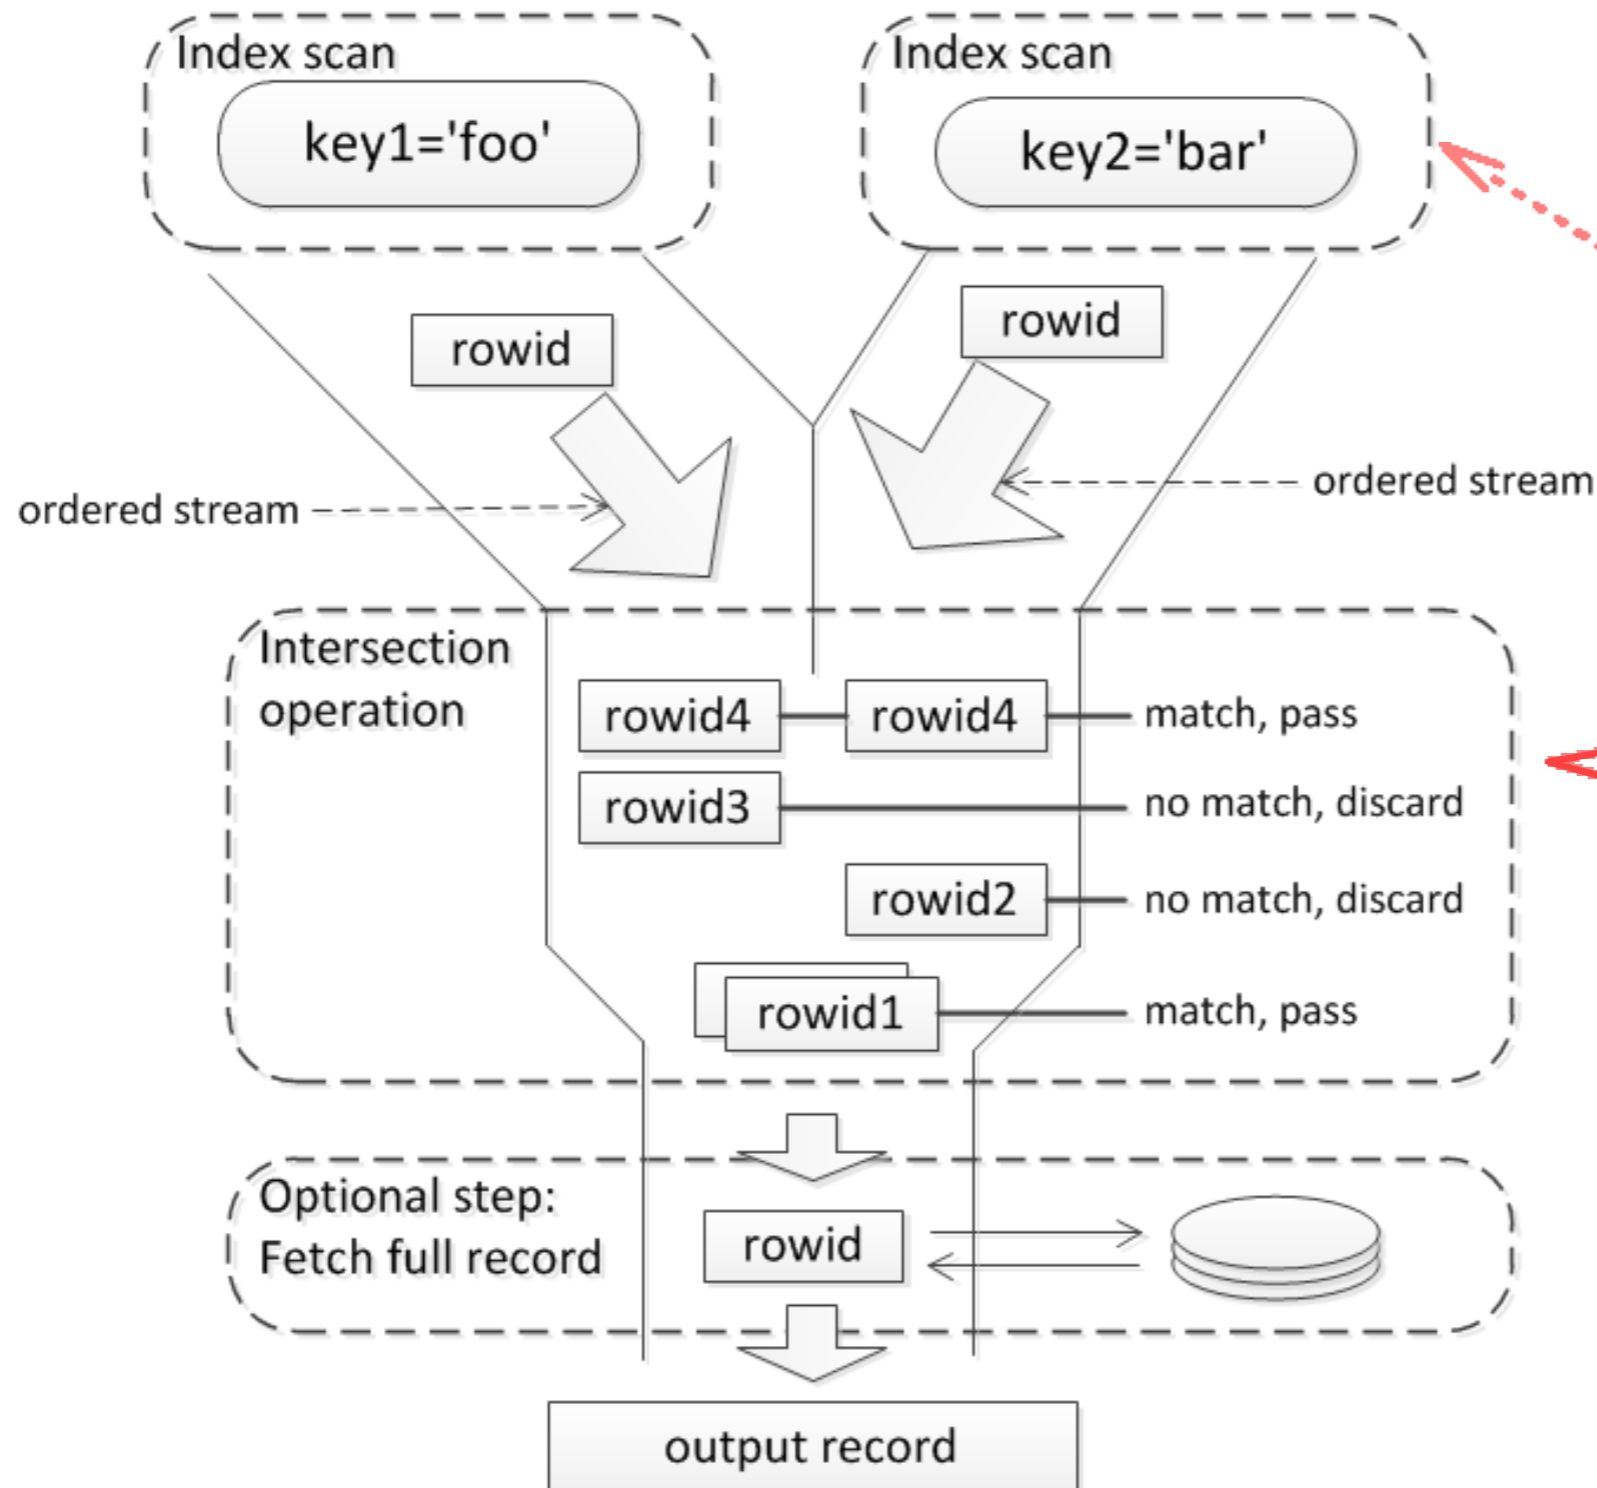 Index scan
Index scan
key1='foo'
key2='bar'
rowid
rowid
ordered stream
ordered stream
Intersection
operation
rowid4
rowid4
match, pass
rowid3
no match, discard
rowid2
no match, discard
rowid1
match, pass
Optional step:
Fetch full record
rowid
output record